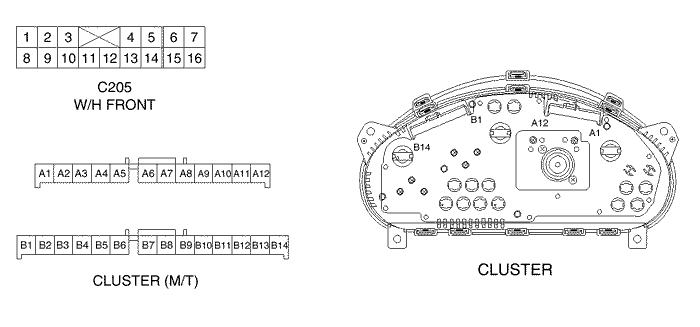 1 2 3 4 5 6 7
8 9 10 11 12 13 14 15 16
C205
W/H FRONT
A1 A2 A3 A4 A5 A6 A7 A8 A9 A10 A11 A12
B1 B2 B3 B4 B5 B6 B7 B8 B9 B10 B11 B12 B13 B14
CLUSTER (M/T)
B1
A12
A1
B14
CLUSTER